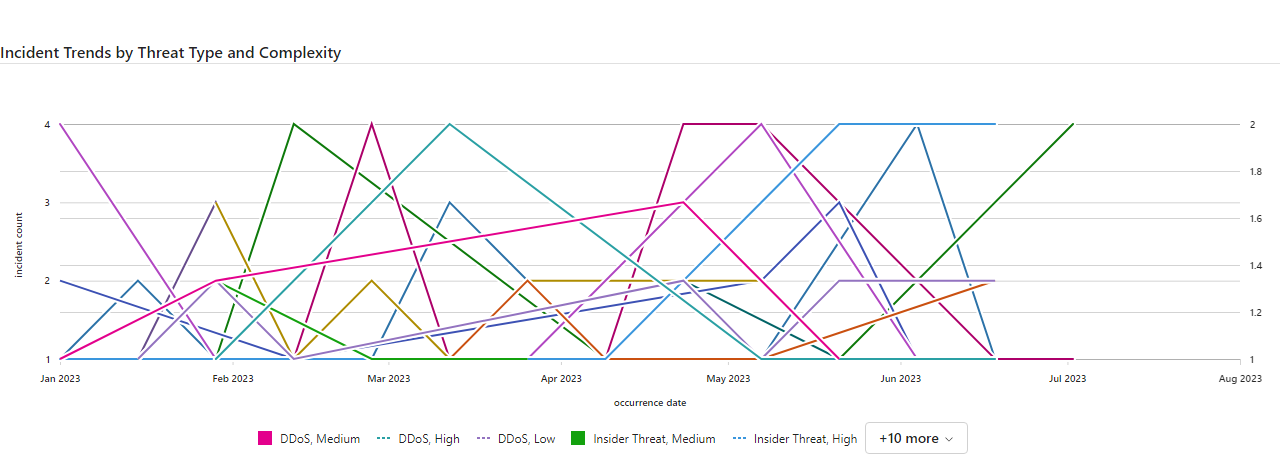 Incident Trends by Threat Type and Complexity
4
3
2
1
incident count
2
1.8
1.6
1.4
1.2
1
Jan 2023 Feb 2023 Mar 2023 Apr 2023 May 2023 Jun 2023 Jul 2023 Aug 2023
occurrence date
DDoS, Medium DDoS, High DDoS, Low Insider Threat, Medium Insider Threat, High +10 more